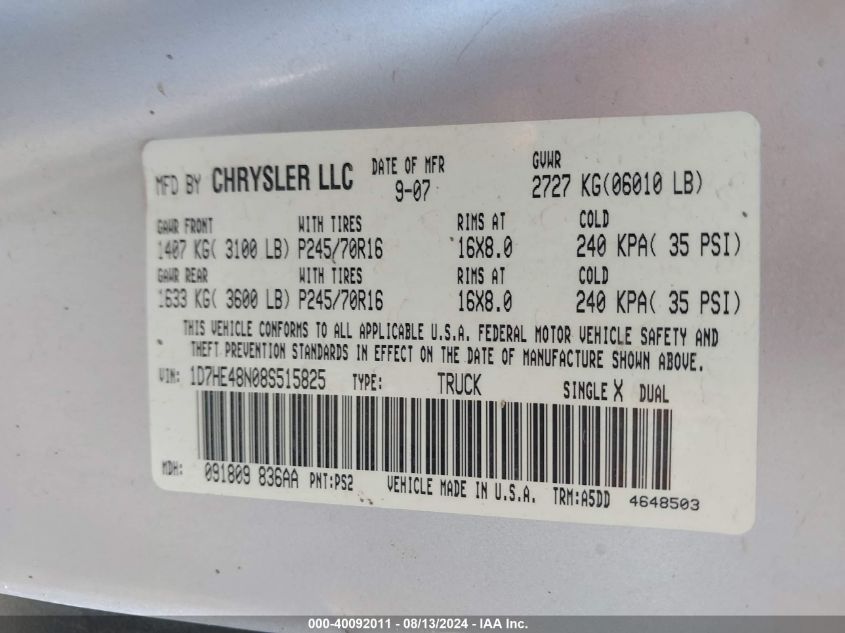 MFD BY CHRYSLER LLC DATE OF MFR 9-07 GVWR 2727 KG(06010 LB)
GAWR FRONT WITH TIRES RIMS AT COLD
1407 KG( 3100 LB) P245/70R16 16X8.0 240 KPA( 35 PSI)
GAWR REAR WITH TIRES RIMS AT COLD
1633 KG( 3600 LB) P245/70R16 16X8.0 240 KPA( 35 PSI)
THIS VEHICLE CONFORMS TO ALL APPLICABLE U.S.A. FEDERAL MOTOR VEHICLE SAFETY AND
THEFT PREVENTION STANDARDS IN EFFECT ON THE DATE OF MANUFACTURE SHOWN ABOVE.
VIN: 1D7HE48N08S515825 TYPE: TRUCK SINGLE X DUAL
MDH: 091809 836AA PNT:PS2 VEHICLE MADE IN U.S.A. TRM:A5DD 4648503
000-40092011 - 08/13/2024 - IAA Inc.